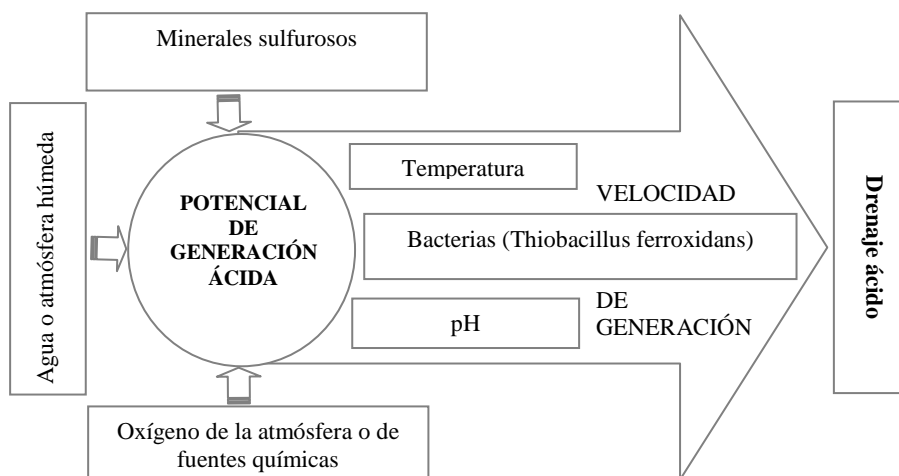 Minerales sulfurosos
Agua o atmósfera húmeda
POTENCIAL
DE
GENERACIÓN
ÁCIDA
Temperatura
VELOCIDAD
Bacterias (Thiobacillus ferroxidans)
pH
DE
GENERACIÓN
Drenaje ácido
Oxígeno de la atmósfera o de
fuentes químicas